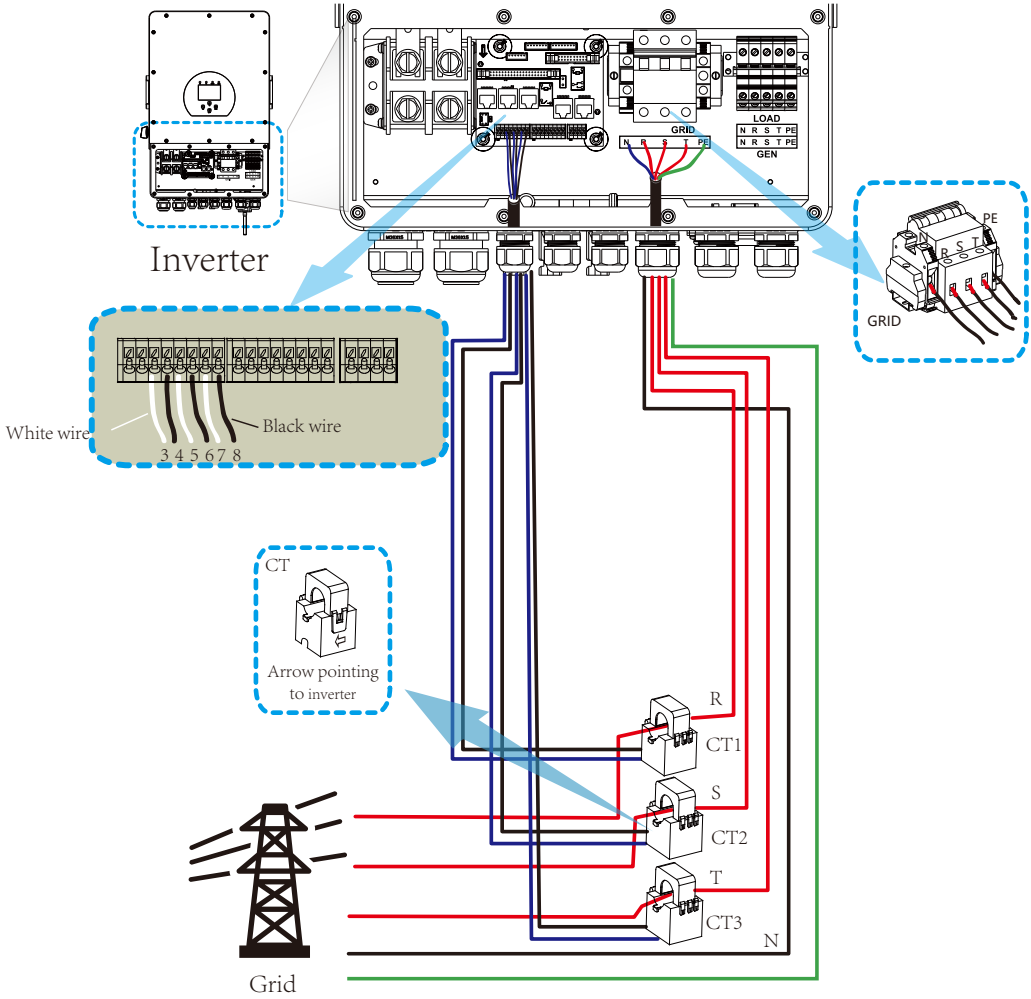 LOAD
N R S T PE
GEN
GRID
N R S T PE
Inverter
N
R S T
PE
GRID
White wire
Black wire
3 4 5 6 7 8
CT
Arrow pointing
to inverter
R
CT1
S
CT2
T
CT3
N
Grid